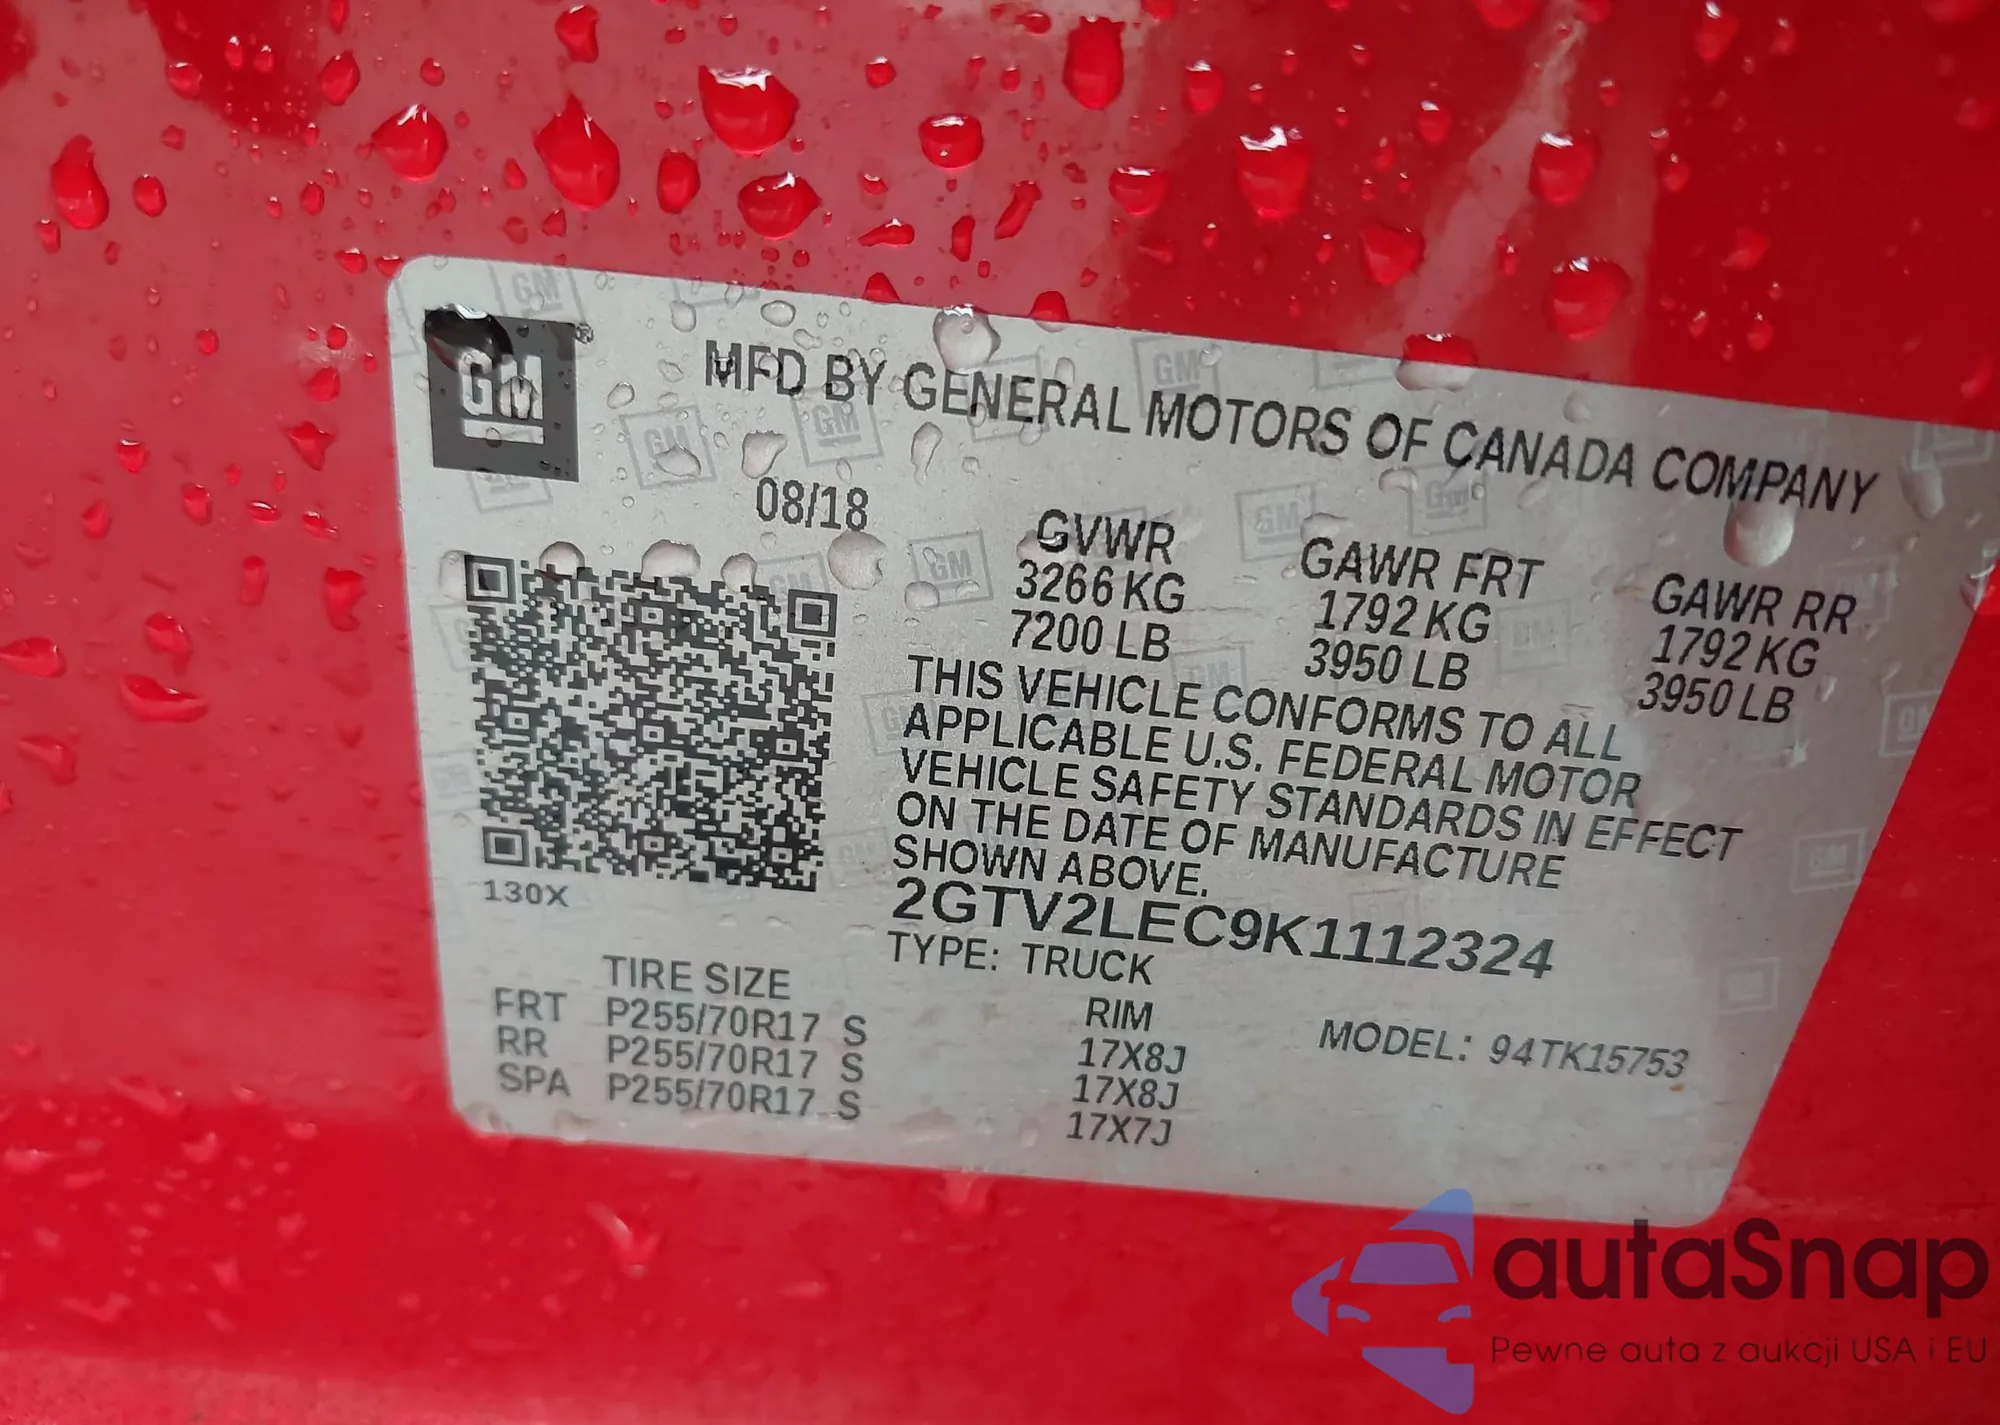 GM ®
MFD BY GENERAL MOTORS OF CANADA COMPANY
08/18
GVWR GAWR FRT GAWR RR
3266 KG 1792 KG 1792 KG
7200 LB 3950 LB 3950 LB
THIS VEHICLE CONFORMS TO ALL
APPLICABLE U.S. FEDERAL MOTOR
VEHICLE SAFETY STANDARDS IN EFFECT
ON THE DATE OF MANUFACTURE
SHOWN ABOVE.
130X
2GTV2LEC9K1112324
TYPE: TRUCK
TIRE SIZE RIM MODEL: 94TK15753
FRT P255/70R17 S 17X8J
RR P255/70R17 S 17X8J
SPA P255/70R17 S 17X7J
autaSnap
Pewne auta z aukcji USA i EU